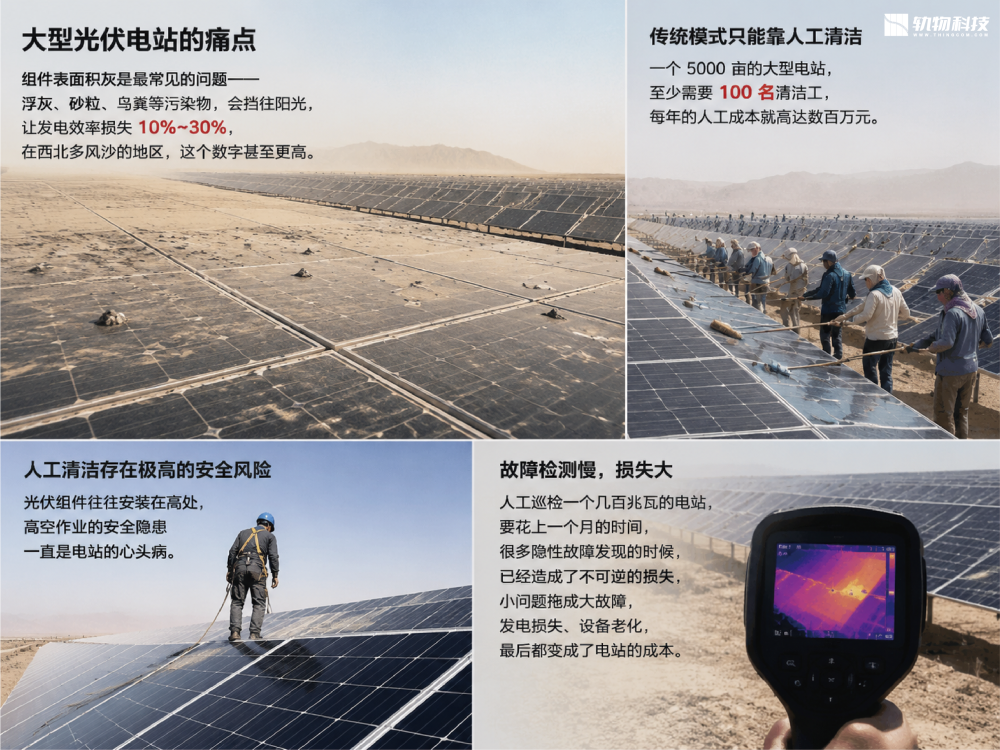 大型光伏电站的痛点
组件表面积灰是最常见的问题——
浮灰、砂粒、鸟粪等污染物，会挡往阳光，
让发电效率损失 10%~30%，
在西北多风沙的地区，这个数字甚至更高。
轨物科技
传统模式只能靠人工清洁
一个 5000 亩的大型电站，
至少需要 100 名清洁工，
每年的人工成本就高达数百万元。
人工清洁存在极高的安全风险
光伏组件往往安装在高处，
高空作业的安全隐患
一直是电站的心头病。
故障检测慢，损失大
人工巡检一个几百兆瓦的电站，
要花上一个月的时间，
很多隐性故障发现的时候，
已经造成了不可逆的损失，
小问题拖成大故障，
发电损失、设备老化，
最后都变成了电站的成本。